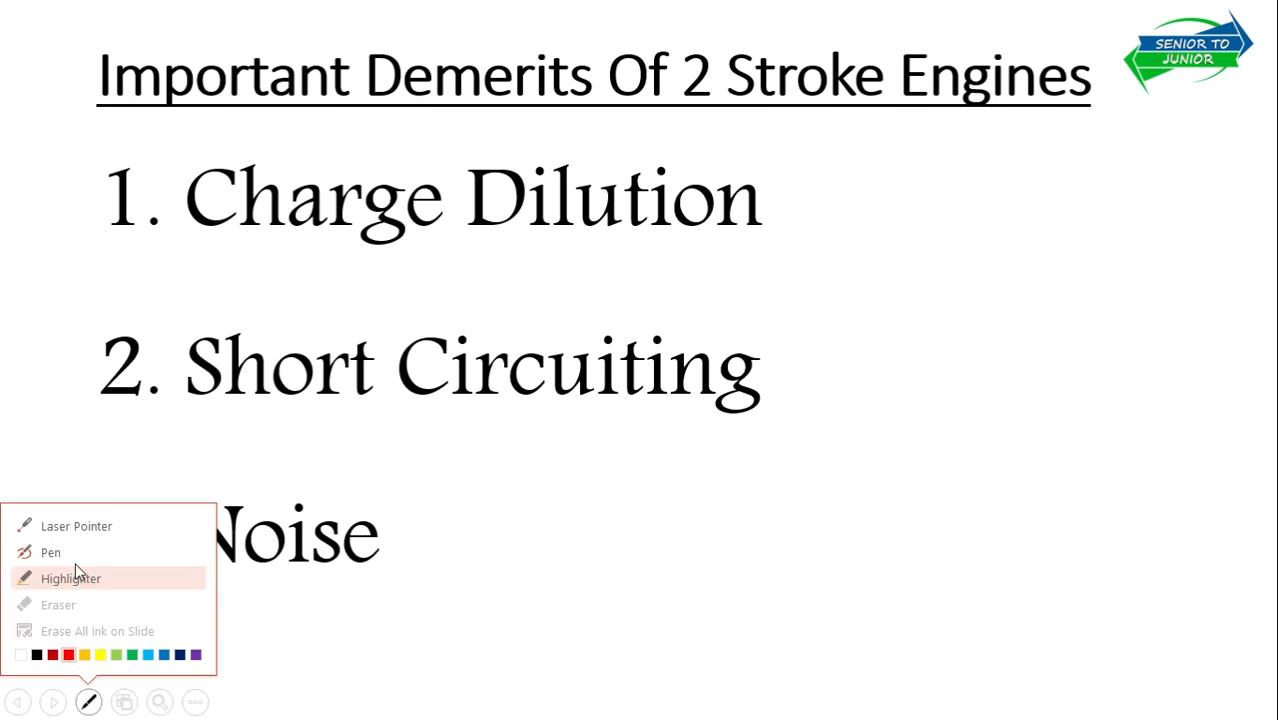 Important Demerits Of 2 Stroke Engines
SENIOR TO
JUNIOR
1. Charge Dilution
2. Short Circuiting
Noise
Laser Pointer
Pen
Highlighter
Eraser
Erase All Ink on Slide